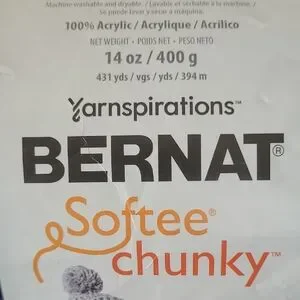 Machine washable and dryable. / Lavable et séchable à la machine. /
Se puede lavar y secar a máquina.
100% Acrylic / Acrylique / Acrílico
NET WEIGHT • POIDS NET • PESO NETO
14 oz / 400 g
431 yds / vgs / yds / 394 m
Yarnspirations™
BERNAT®
Softee®
chunky™